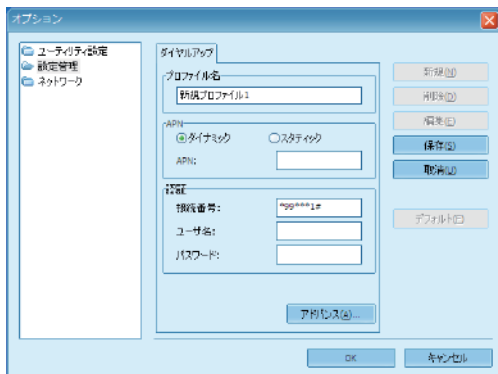 オプション
ユーティリティ設定
設定管理
ネットワーク
ダイヤルアップ
プロファイル名
新規プロファイル1
APN
ダイナミック
スタティック
APN:
認証
接続番号:
*99***1#
ユーザ名:
パスワード:
アドバンス(A)...
新規(N)
削除(D)
編集(E)
保存(S)
取消(U)
デフォルト(F)
OK
キャンセル